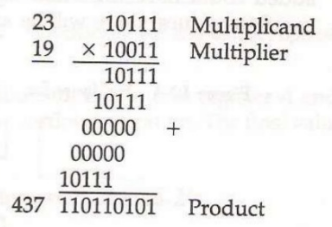 23 10111 Multiplicand
19 × 10011 Multiplier
10111
10111
00000 +
00000
10111
437 110110101 Product